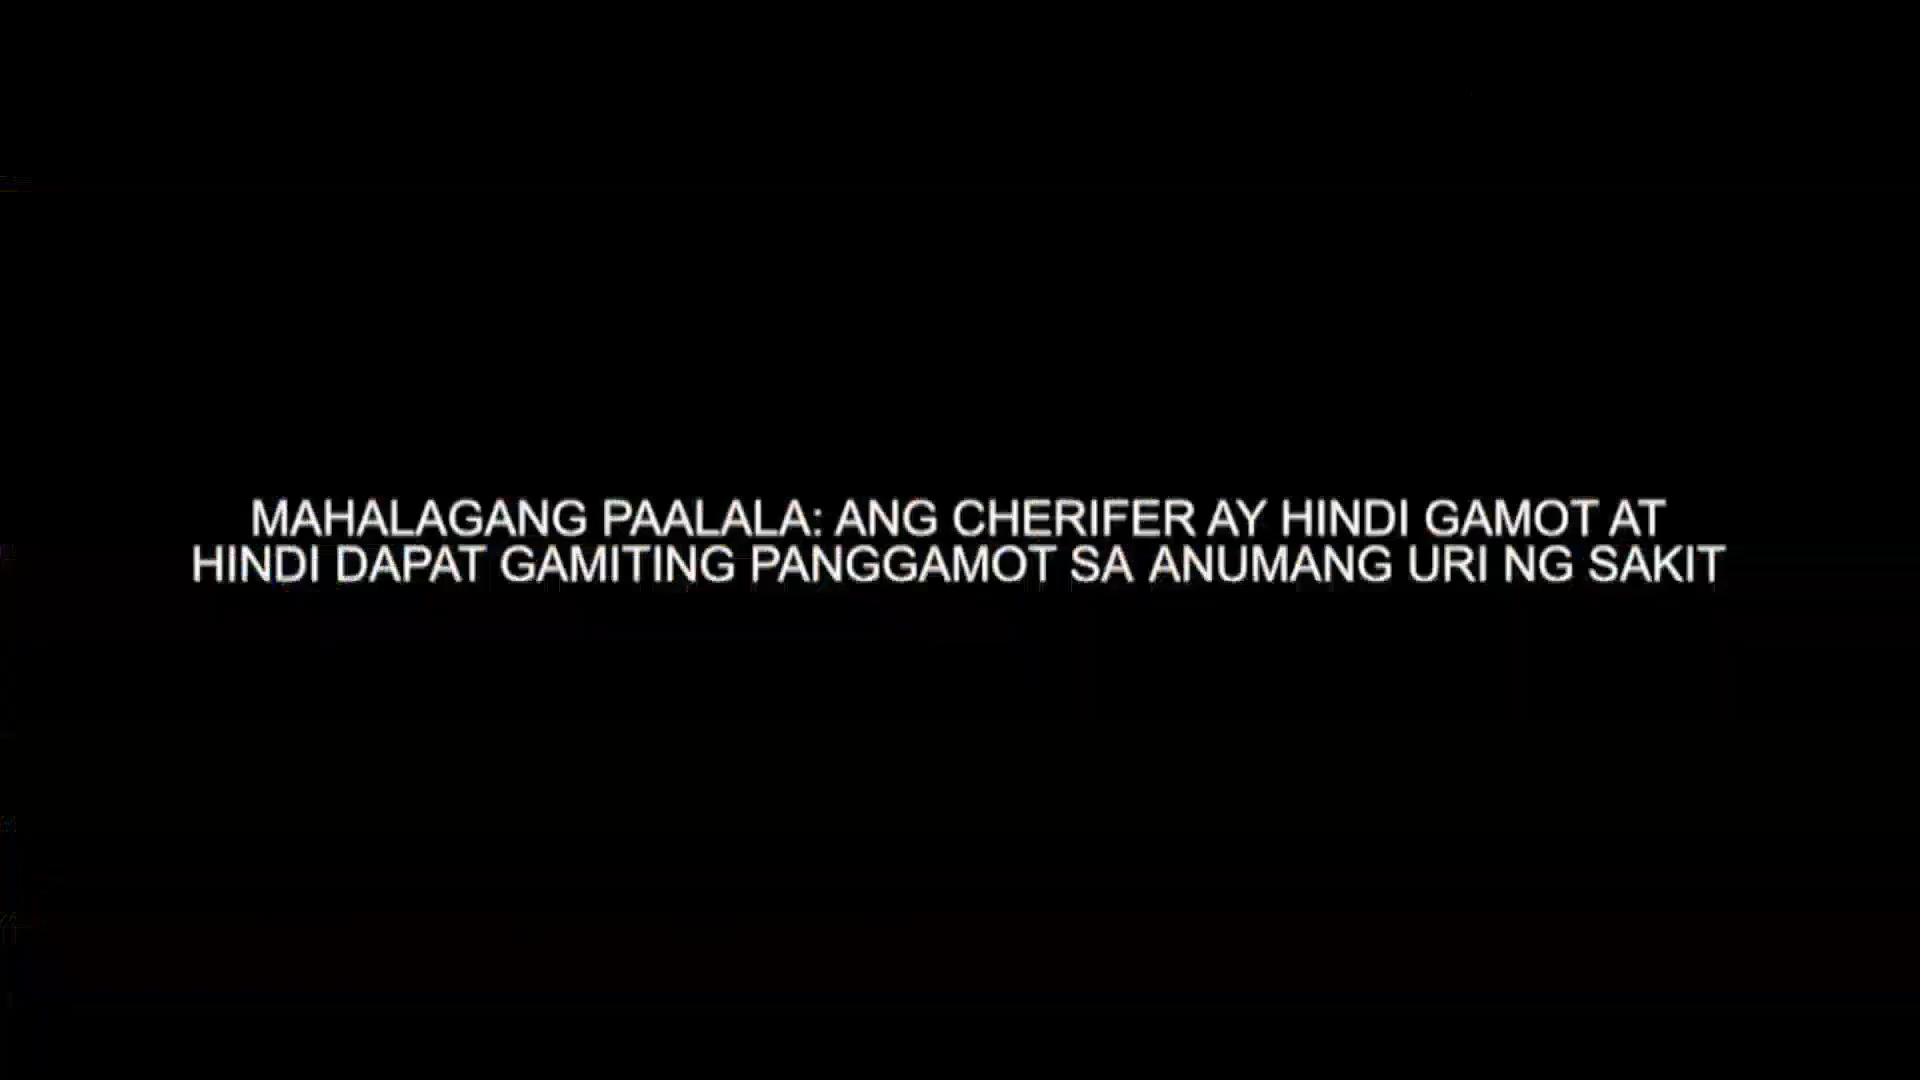 MAHALAGANG PAALALA: ANG CHERIFER AY HINDI GAMOT AT
HINDI DAPAT GAMITING PANGGAMOT SA ANUMANG URI NG SAKIT